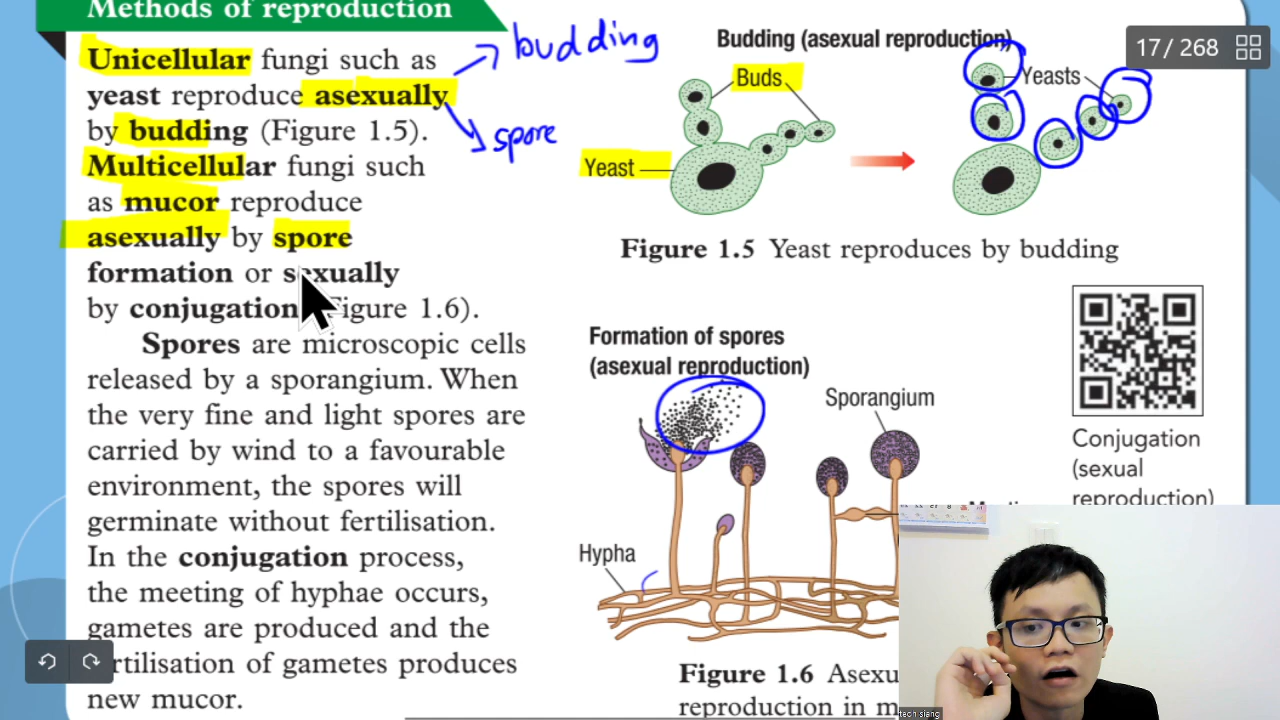 Methods of reproduction
Unicellular fungi such as
yeast reproduce asexually
by budding (Figure 1.5).
Multicellular fungi such
as mucor reproduce
asexually by spore
formation or sexually
by conjugation Figure 1.6).
Spores are microscopic cells
released by a sporangium. When
the very fine and light spores are
carried by wind to a favourable
environment, the spores will
germinate without fertilisation.
In the conjugation process,
the meeting of hyphae occurs,
gametes are produced and the
rtilisation of gametes produces
new mucor.
budding
spore
Budding (asexual reproduction)
Buds
Yeast
Yeasts
Figure 1.5 Yeast reproduces by budding
Formation of spores
(asexual reproduction)
Sporangium
Hypha
Conjugation
(sexual
reproduction)
Figure 1.6 Asexu
reproduction in m
17 / 268
tech siang